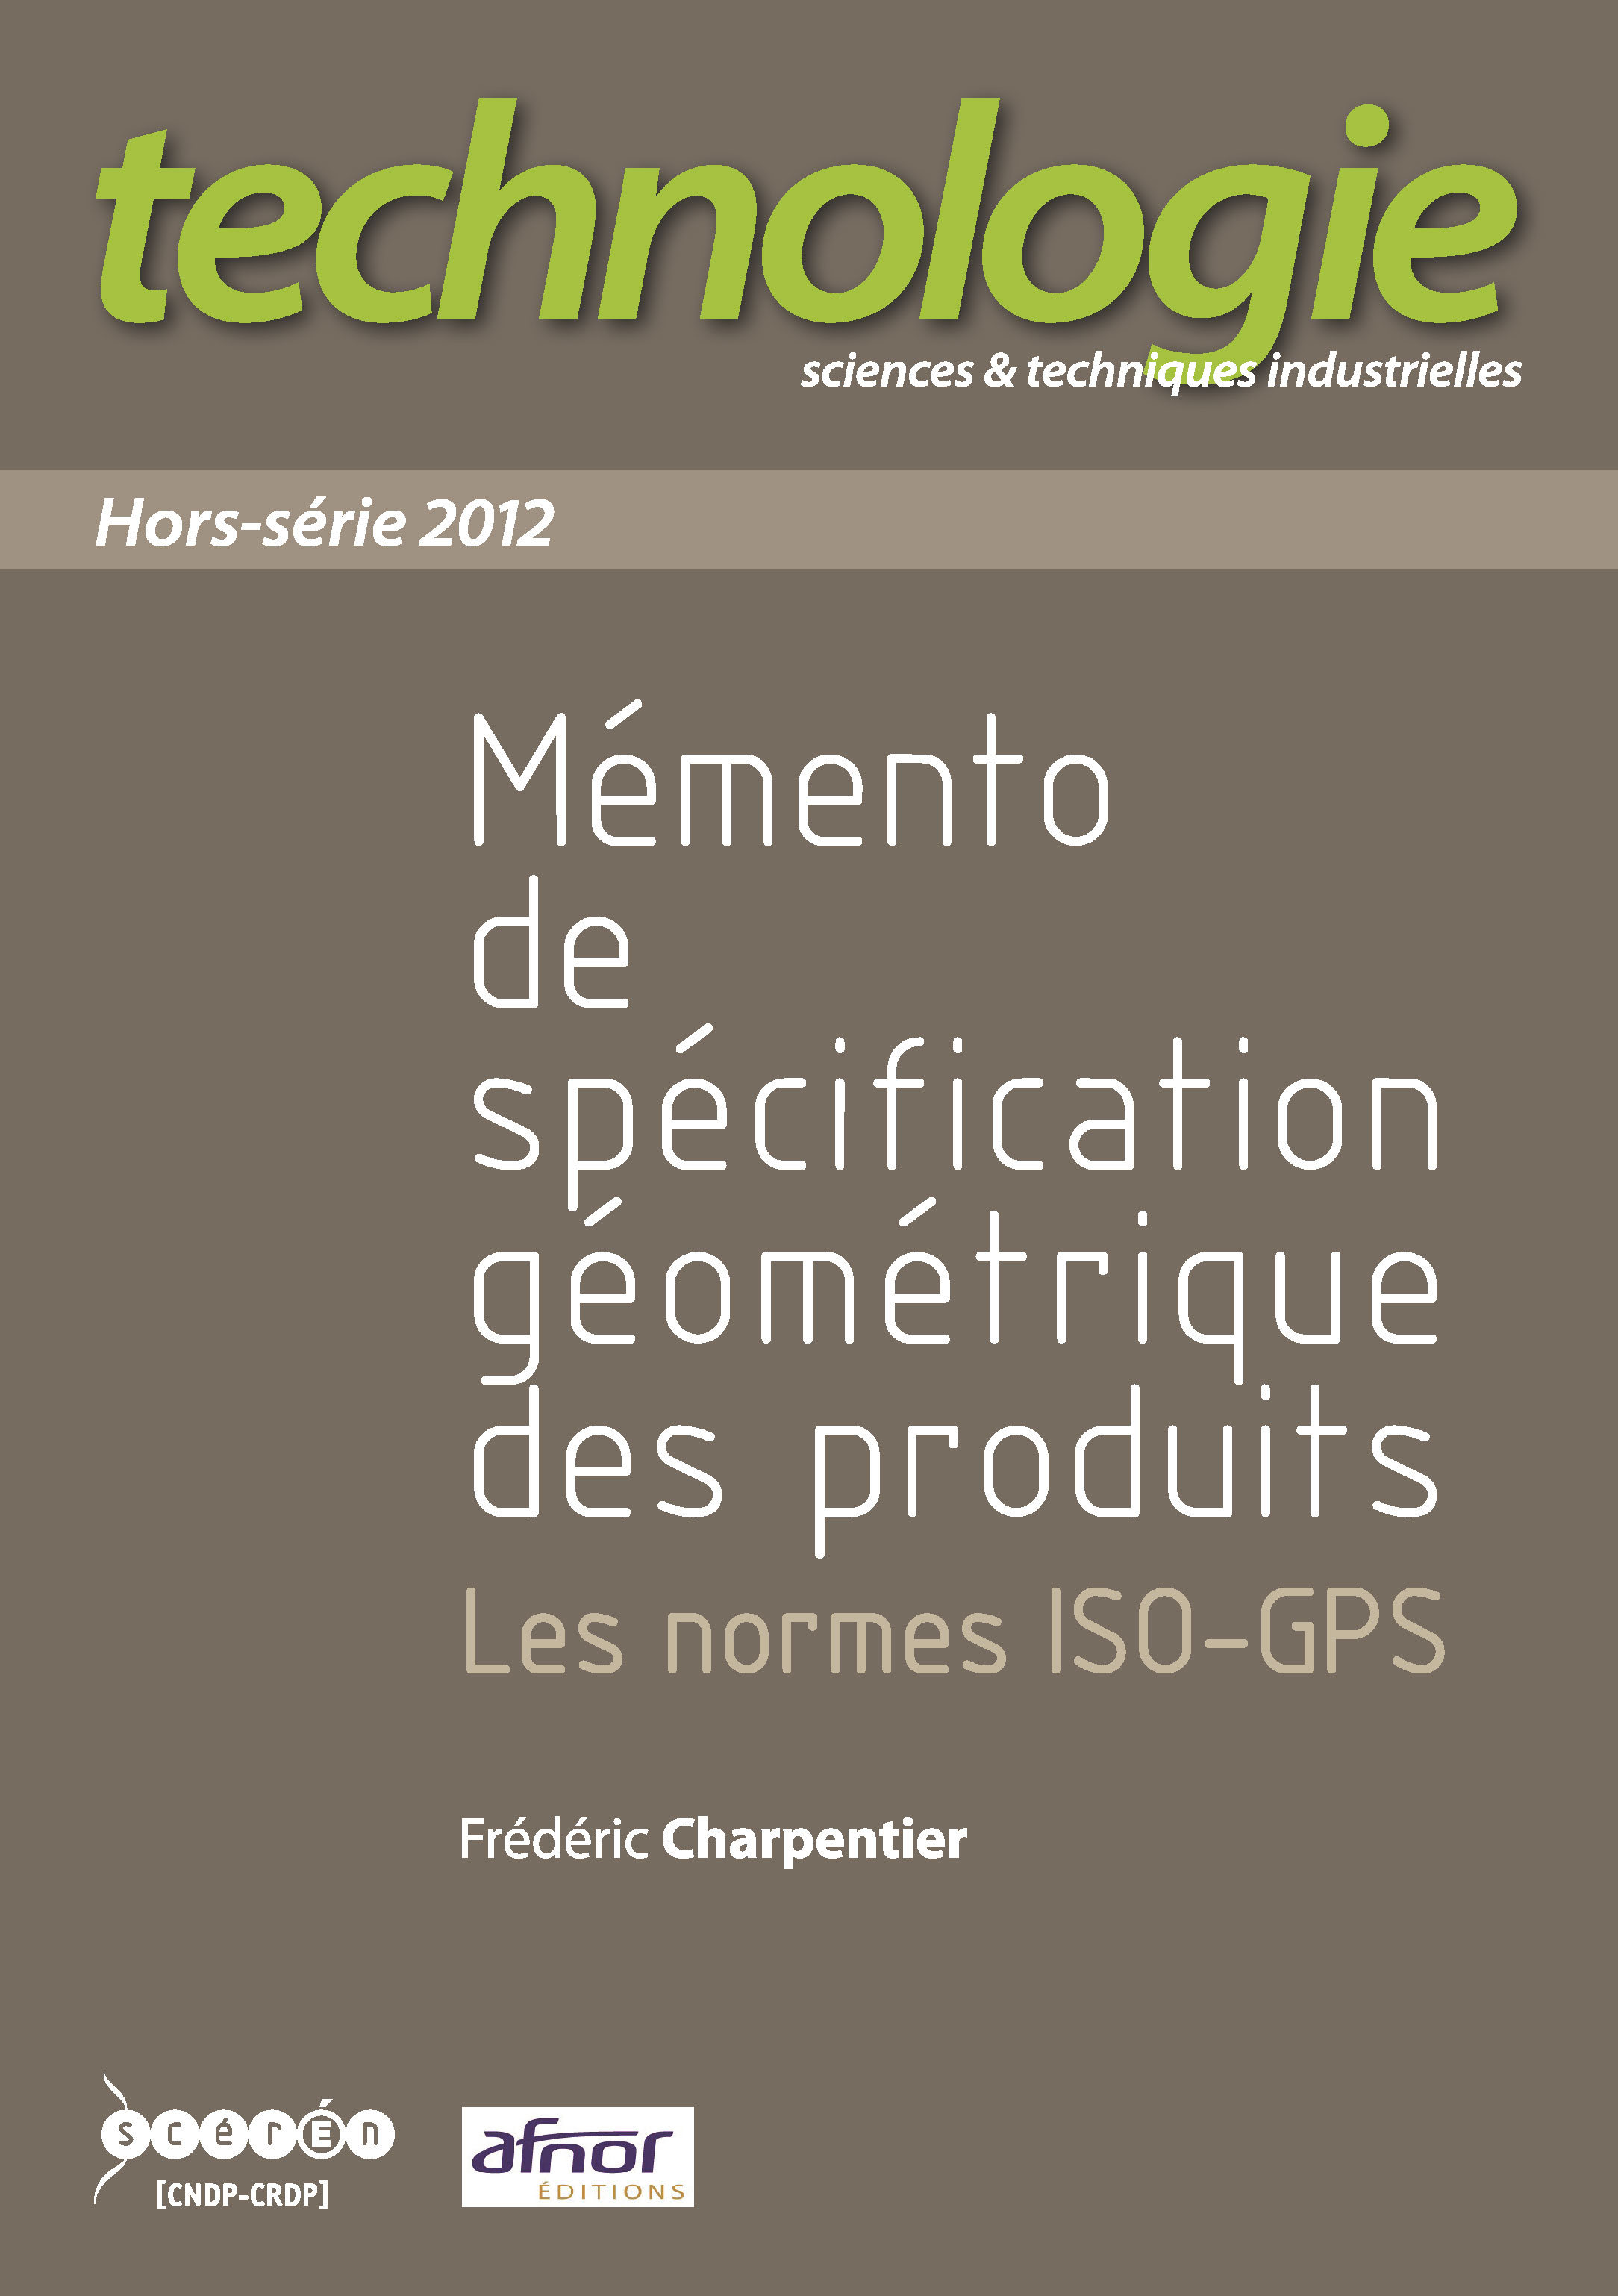 technologie
sciences & techniques industrielles
Hors-série 2012
Mémento
de
spécification
géométrique
des produits
Les normes ISO-GPS
Frédéric Charpentier
scérÉn
[CNDP-CRDP]
afnor
ÉDITIONS